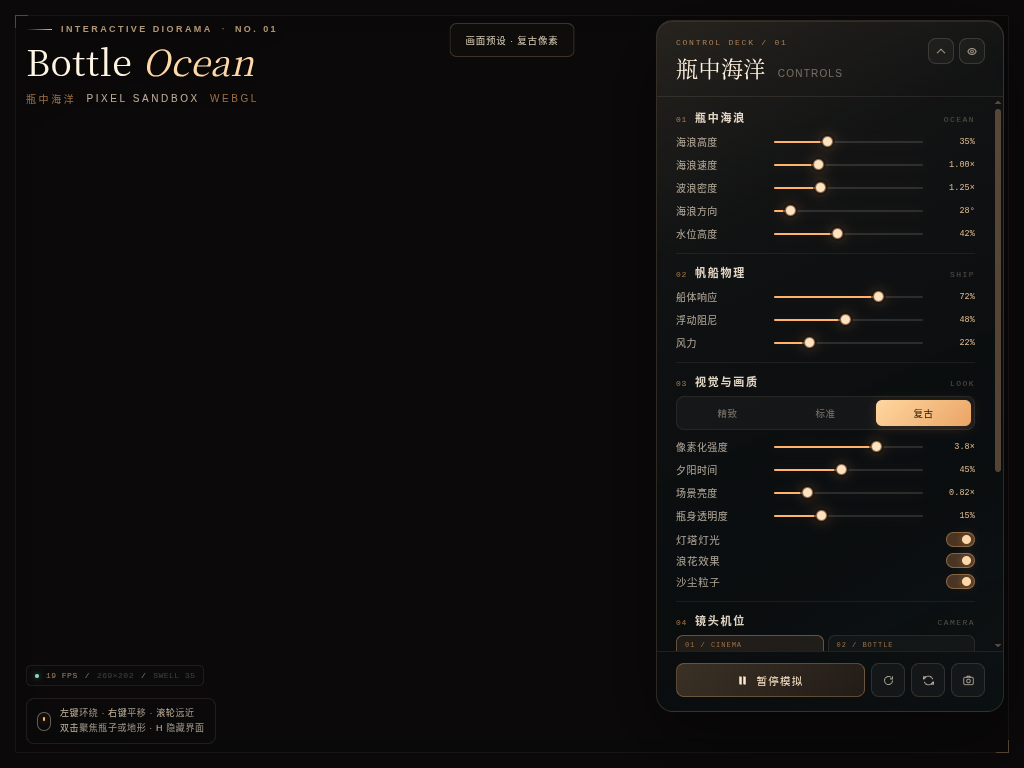 INTERACTIVE DIORAMA · NO. 01
Bottle Ocean
瓶中海洋 PIXEL SANDBOX WEBGL
画面预设 · 复古像素
CONTROL DECK / 01
瓶中海洋 CONTROLS
01 瓶中海浪 OCEAN
海浪高度 35%
海浪速度 1.00×
波浪密度 1.25×
海浪方向 28°
水位高度 42%
02 帆船物理 SHIP
船体响应 72%
浮动阻尼 48%
风力 22%
03 视觉与画质 LOOK
精致 标准 复古
像素化强度 3.8×
夕阳时间 45%
场景亮度 0.82×
瓶身透明度 15%
灯塔灯光
浪花效果
沙尘粒子
04 镜头机位 CAMERA
01 / CINEMA 02 / BOTTLE
暂停模拟
19 FPS / 269×202 / SWELL 35
左键环绕 · 右键平移 · 滚轮远近
双击聚焦瓶子或地形 · H 隐藏界面